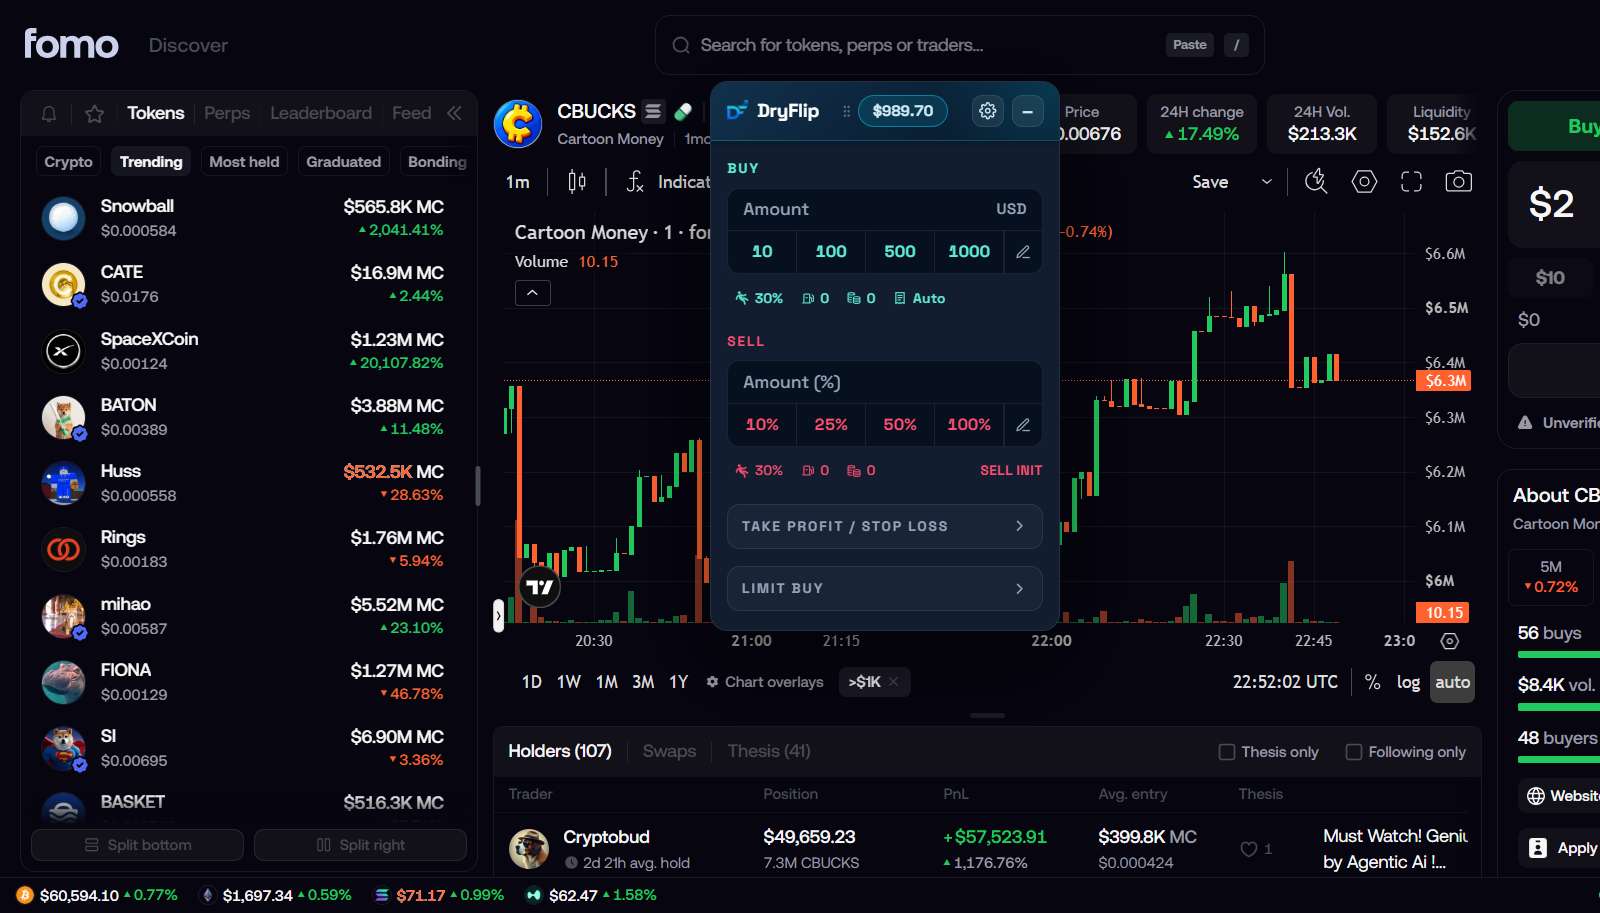 fomo
Discover
Search for tokens, perps or traders...
Paste
/
Tokens
Perps
Leaderboard
Feed
Crypto
Trending
Most held
Graduated
Bonding
Snowball
$565.8K MC
$0.000584
2,041.41%
CATE
$16.9M MC
$0.0176
2.44%
SpaceXCoin
$1.23M MC
$0.00124
20,107.82%
BATON
$3.88M MC
$0.00389
11.48%
Huss
$532.5K MC
$0.000558
28.63%
Rings
$1.76M MC
$0.00183
5.94%
mihao
$5.52M MC
$0.00587
23.10%
FIONA
$1.27M MC
$0.00129
46.78%
SI
$6.90M MC
$0.00695
3.36%
BASKET
$516.3K MC
Split bottom
Split right
CBUCKS
Cartoon Money
1mo
Price
0.00676
24H change
17.49%
24H Vol.
$213.3K
Liquidity
$152.6K
1m
Indicat
Save
Cartoon Money · 1 · for
-0.74%)
Volume 10.15
DryFlip
$989.70
BUY
Amount
USD
10
100
500
1000
30%
0
0
Auto
SELL
Amount (%)
10%
25%
50%
100%
30%
0
0
SELL INIT
TAKE PROFIT / STOP LOSS
LIMIT BUY
$6.6M
$6.5M
$6.4M
$6.3M
$6.3M
$6.2M
$6.1M
$6M
10.15
20:30
21:00
21:15
22:00
22:30
22:45
23:0
1D
1W
1M
3M
1Y
Chart overlays
>$1K
22:52:02 UTC
%
log
auto
Holders (107)
Swaps
Thesis (41)
Thesis only
Following only
Trader
Position
PnL
Avg. entry
Thesis
Cryptobud
$49,659.23
+$57,523.91
$399.8K MC
1
Must Watch! Geniu
2d 21h avg. hold
7.3M CBUCKS
1,176.76%
$0.000424
by Agentic Ai !...
Buy
$2
$10
$0
Unverifie
About CB
Cartoon Mon
5M
0.72%
56 buys
$8.4K vol.
48 buyers
Website
Apply
$60,594.10 0.77%
$1,697.34 0.59%
$71.17 0.99%
$62.47 1.58%